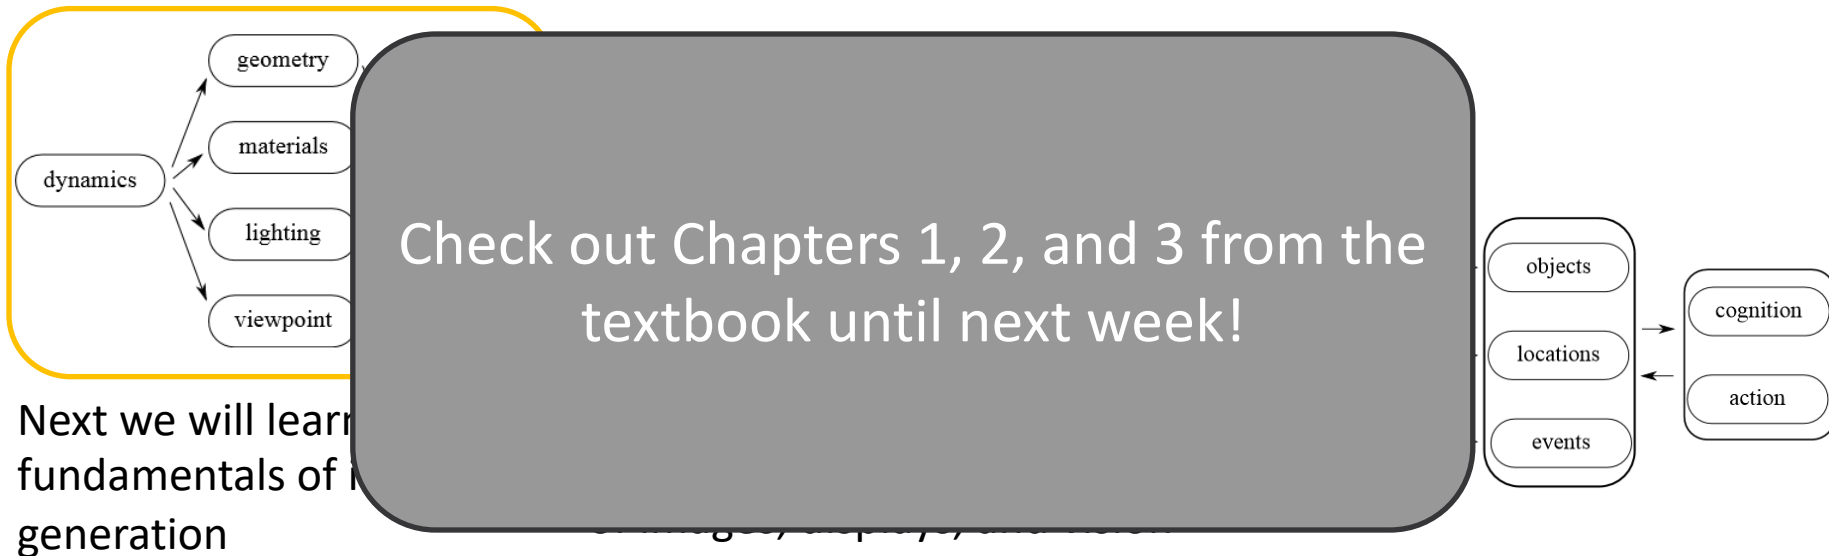 geometry
materials
dynamics
lighting
viewpoint
Check out Chapters 1, 2, and 3 from the
textbook until next week!
objects
locations
events
cognition
action
Next we will learn
fundamentals of
generation